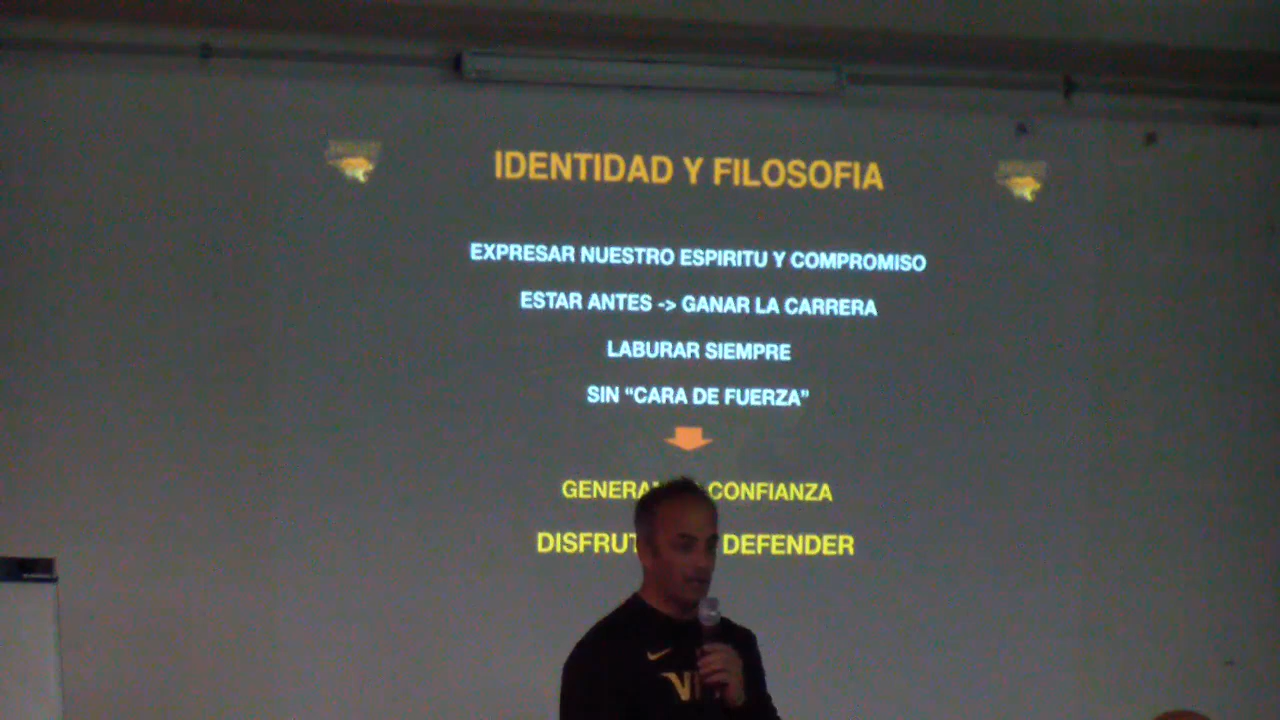 IDENTIDAD Y FILOSOFIA
EXPRESAR NUESTRO ESPIRITU Y COMPROMISO
ESTAR ANTES -> GANAR LA CARRERA
LABURAR SIEMPRE
SIN “CARA DE FUERZA”
CONFIANZA
DEFENDER